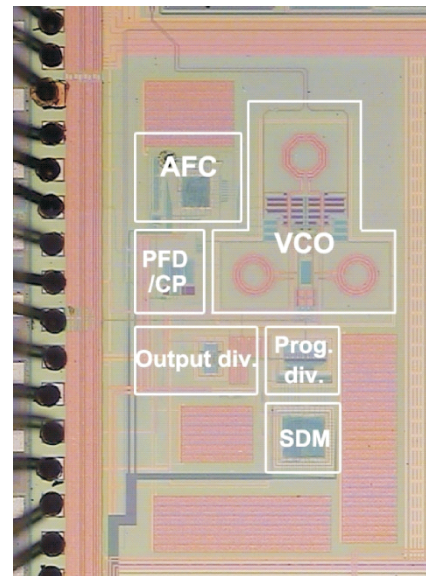 AFC
VCO
PFD
/CP
Output div.
Prog.
div.
SDM